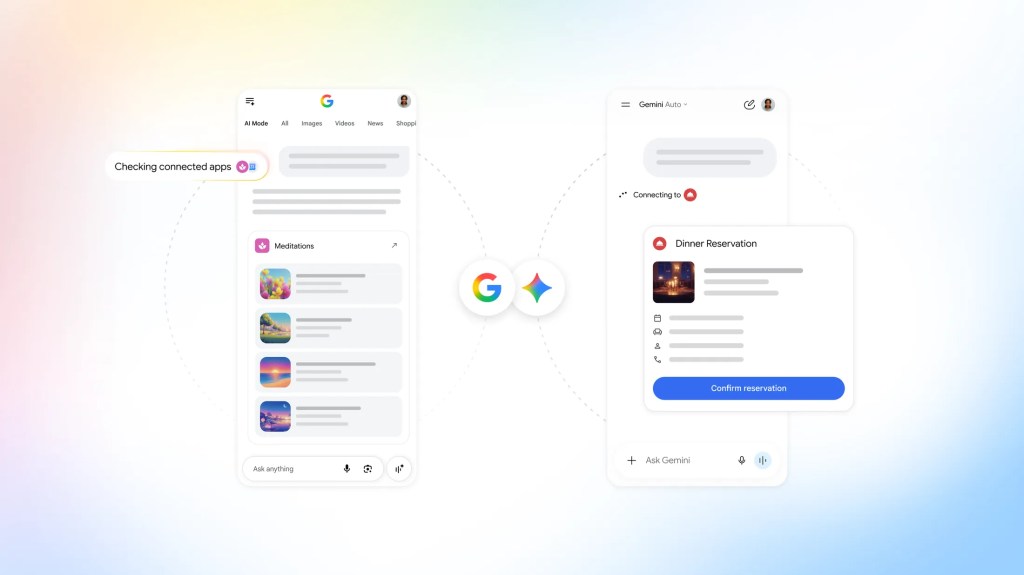 AI Mode All Images Videos News Shoppi
Checking connected apps
Meditations
Ask anything
Gemini Auto
Connecting to
Dinner Reservation
Confirm reservation
Ask Gemini